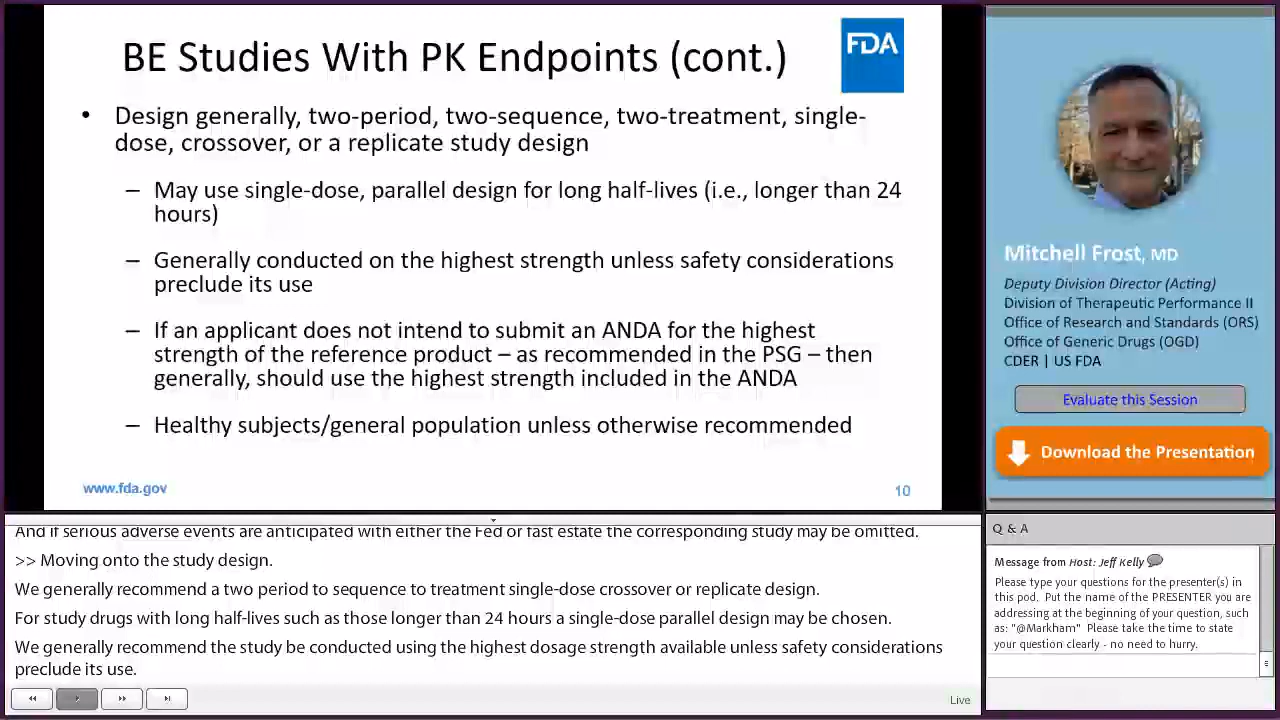 BE Studies With PK Endpoints (cont.)
FDA
• Design generally, two-period, two-sequence, two-treatment, single-
dose, crossover, or a replicate study design
– May use single-dose, parallel design for long half-lives (i.e., longer than 24
hours)
– Generally conducted on the highest strength unless safety considerations
preclude its use
– If an applicant does not intend to submit an ANDA for the highest
strength of the reference product – as recommended in the PSG – then
generally, should use the highest strength included in the ANDA
– Healthy subjects/general population unless otherwise recommended
www.fda.gov
10
Mitchell Frost, MD
Deputy Division Director (Acting)
Division of Therapeutic Performance II
Office of Research and Standards (ORS)
Office of Generic Drugs (OGD)
CDER | US FDA
Evaluate this Session
Download the Presentation
And if serious adverse events are anticipated with either the Fed or fast estate the corresponding study may be omitted.
>> Moving onto the study design.
We generally recommend a two period to sequence to treatment single-dose crossover or replicate design.
For study drugs with long half-lives such as those longer than 24 hours a single-dose parallel design may be chosen.
We generally recommend the study be conducted using the highest dosage strength available unless safety considerations
preclude its use.
Live
Q & A
Message from Host: Jeff Kelly
Please type your questions for the presenter(s) in
this pod. Put the name of the PRESENTER you are
addressing at the beginning of your question, such
as: "@Markham" Please take the time to state
your question clearly - no need to hurry.